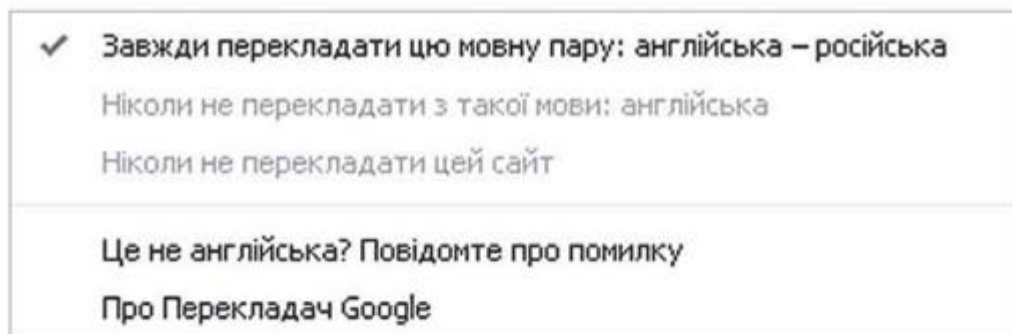 Завжди перекладати цю мовну пару: англійська – російська
Ніколи не перекладати з такої мови: англійська
Ніколи не перекладати цей сайт
Це не англійська? Повідомте про помилку
Про Перекладач Google